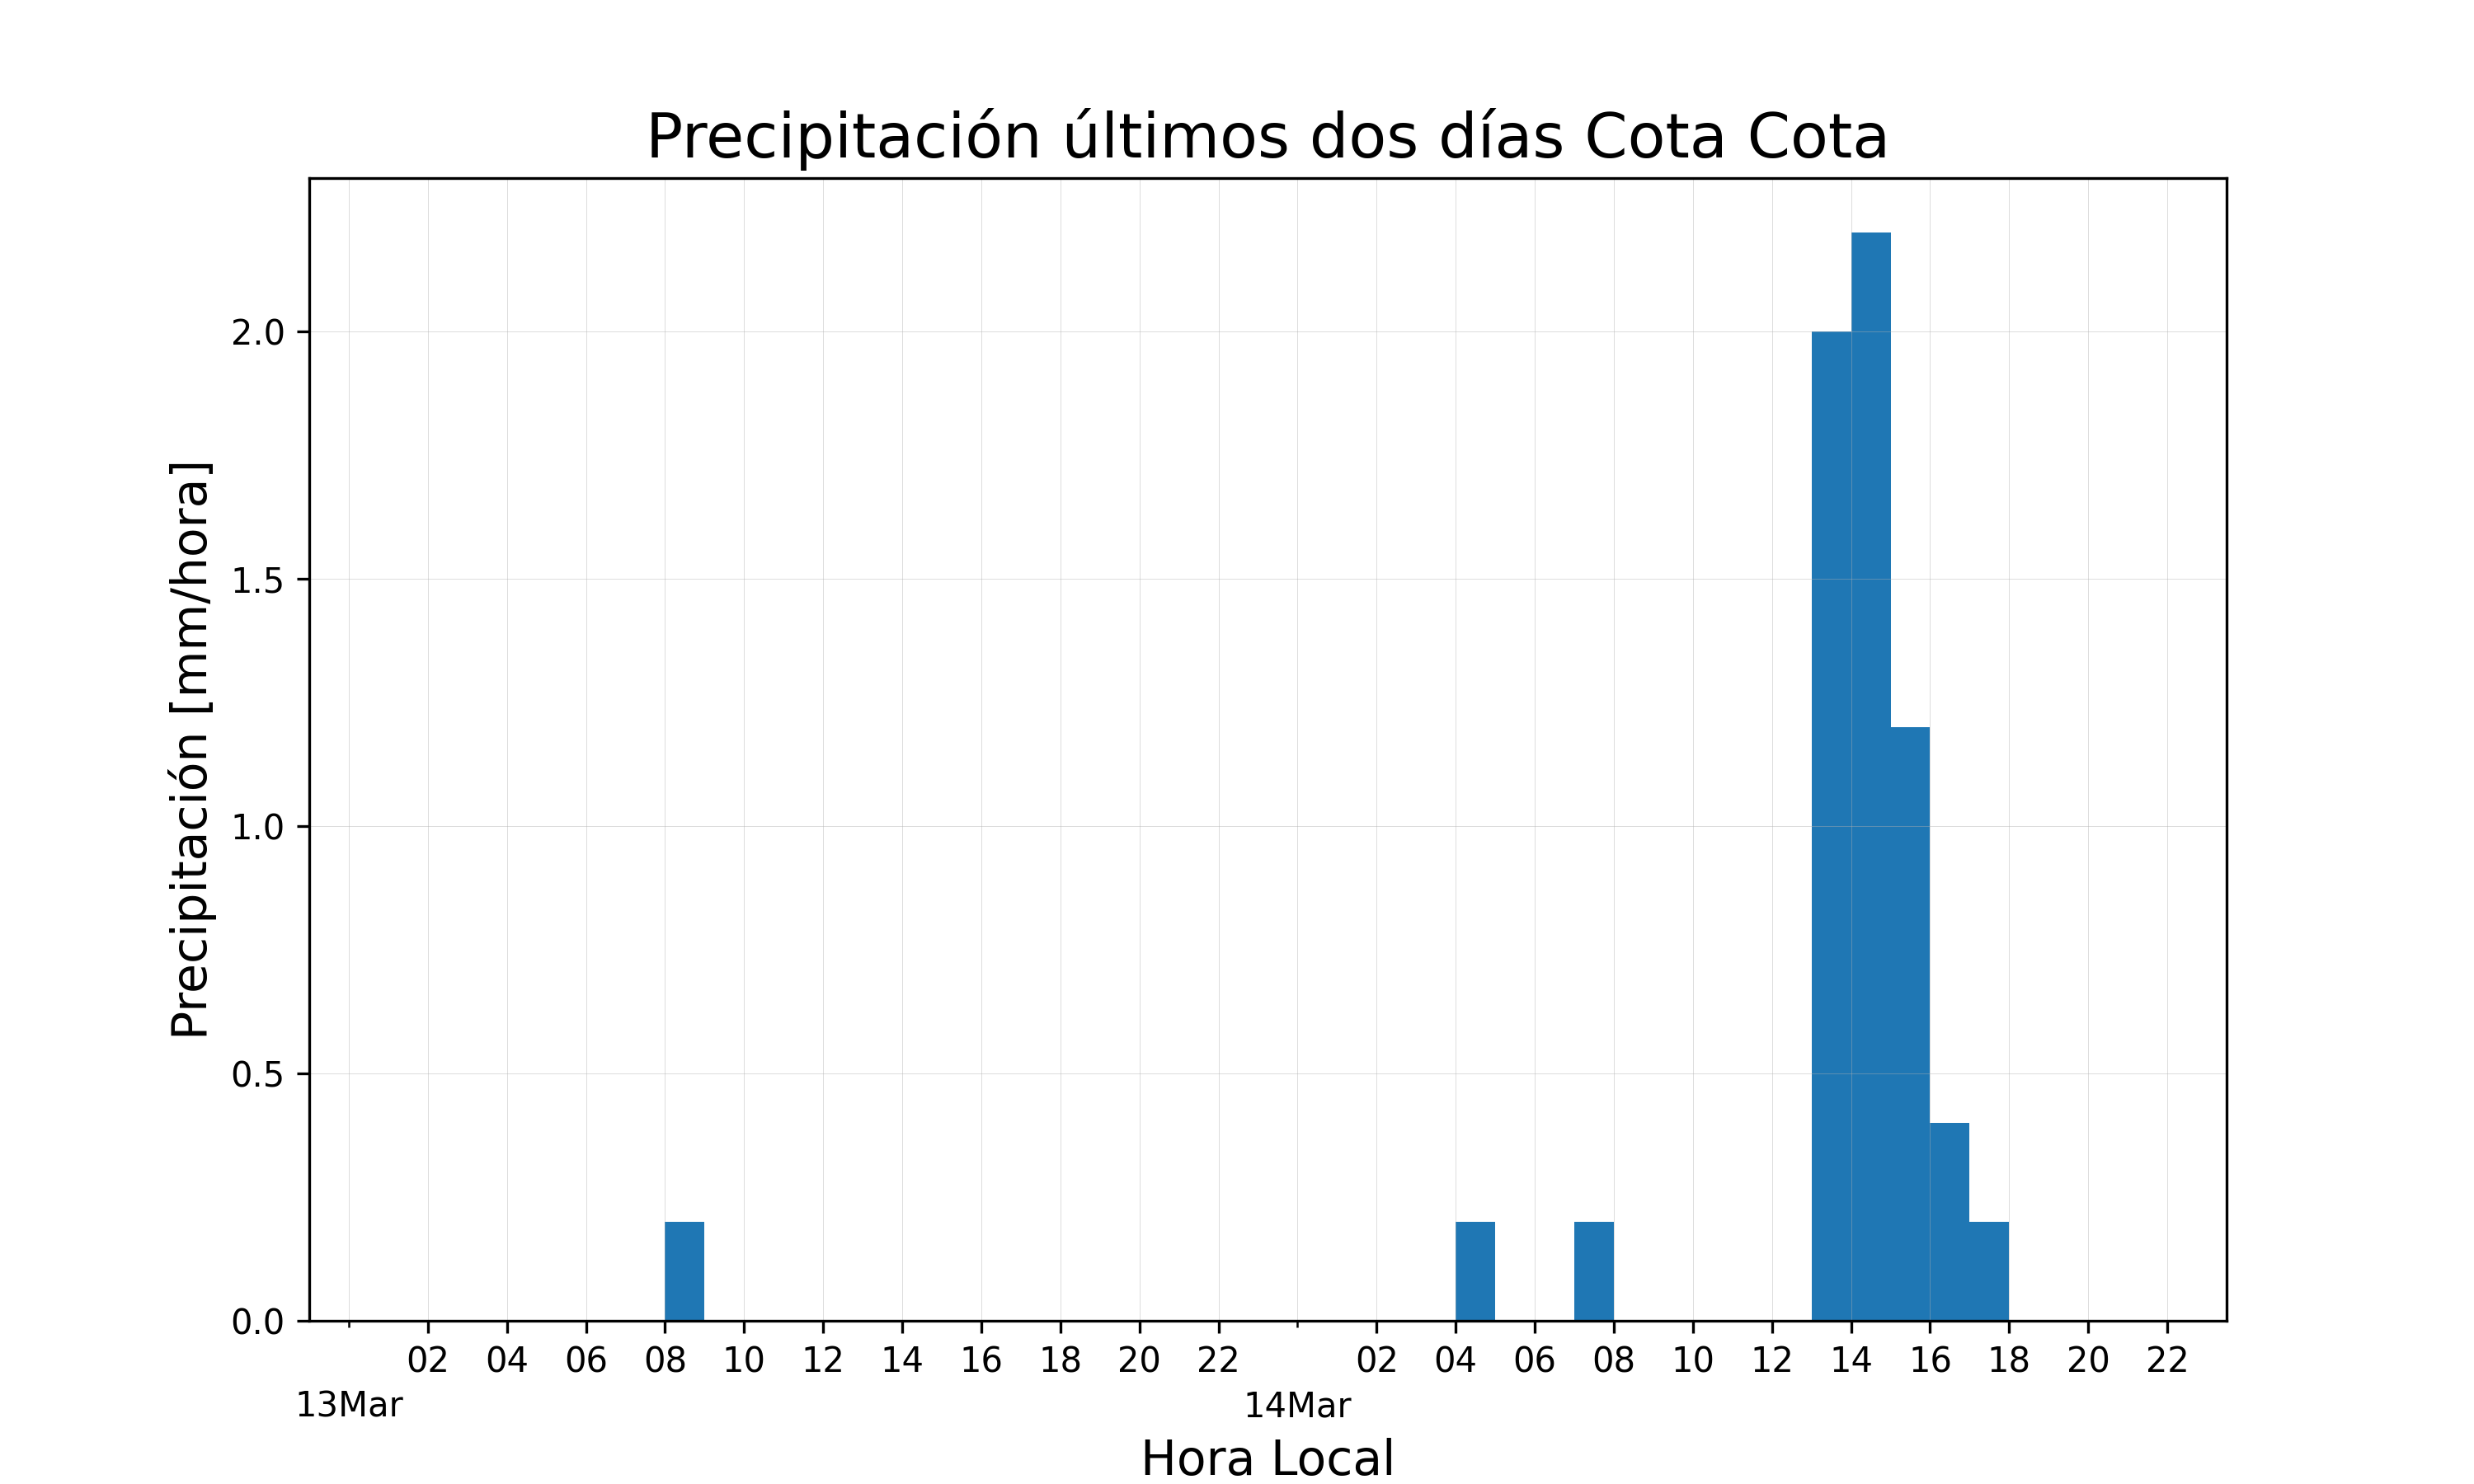 Precipitación últimos dos días Cota Cota
Precipitación [mm/hora]
2.0
1.5
1.0
0.5
0.0
02 04 06 08 10 12 14 16 18 20 22 02 04 06 08 10 12 14 16 18 20 22
13Mar 14Mar
Hora Local